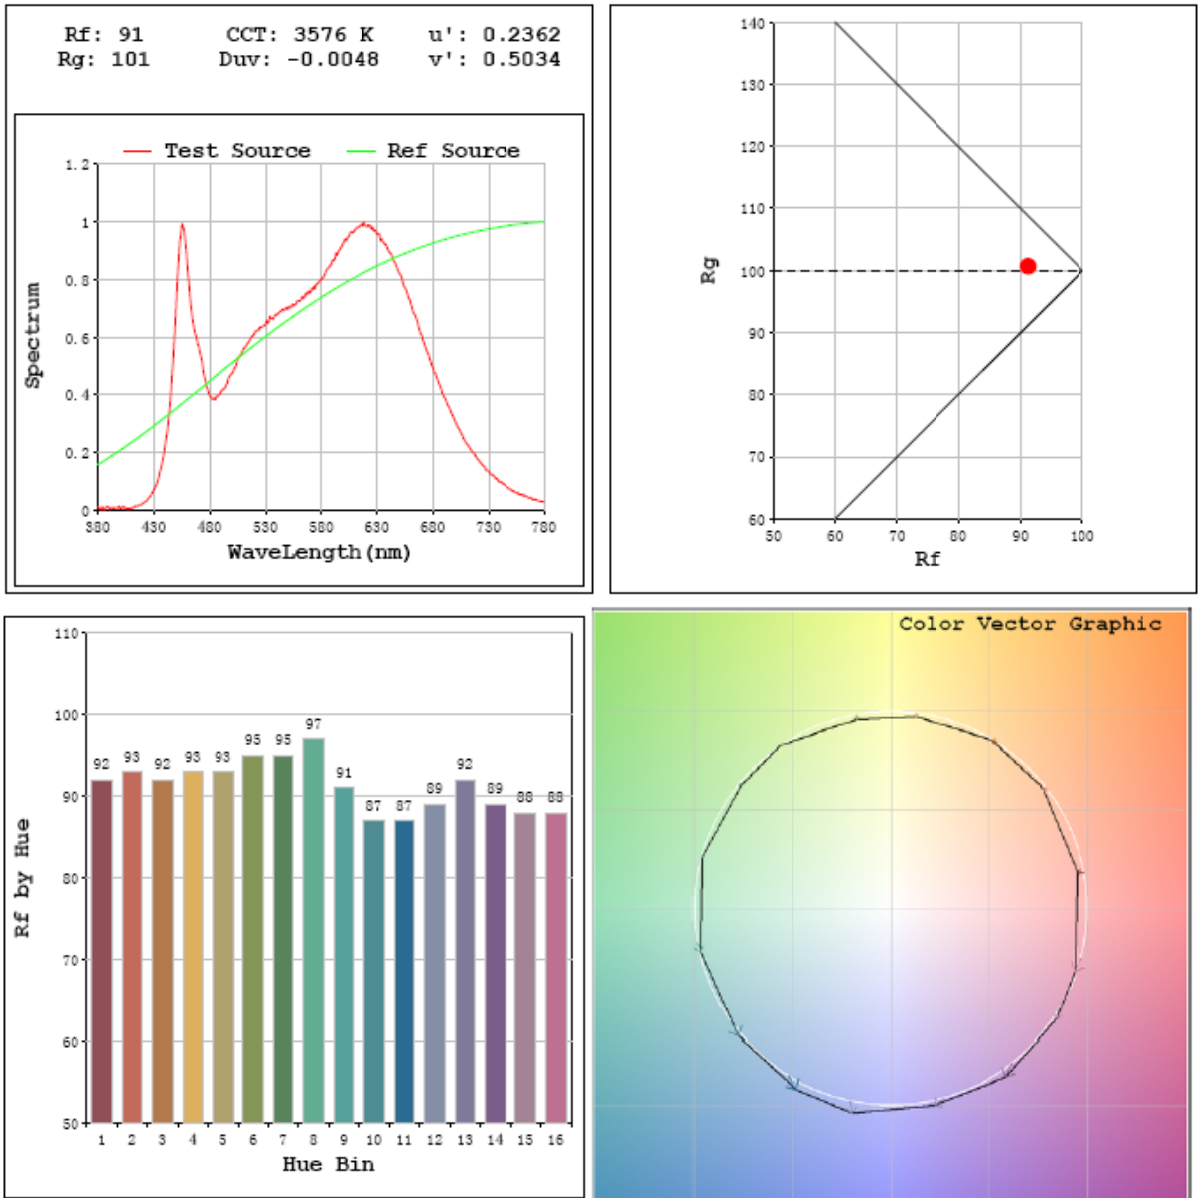 Rf: 91 CCT: 3576 K u': 0.2362
Rg: 101 Duv: -0.0048 v': 0.5034
Test Source Ref Source
1.2
1
0.8
0.6
0.4
0.2
0
Spectrum
380 430 480 530 580 630 680 730 780
WaveLength(nm)
140
130
120
110
100
90
80
70
60
Rg
50 60 70 80 90 100
Rf
110
100
90
80
70
60
50
Rf by Hue
92 93 92 93 93 95 95 97 91 87 87 89 92 89 88 88
1 2 3 4 5 6 7 8 9 10 11 12 13 14 15 16
Hue Bin
Color Vector Graphic